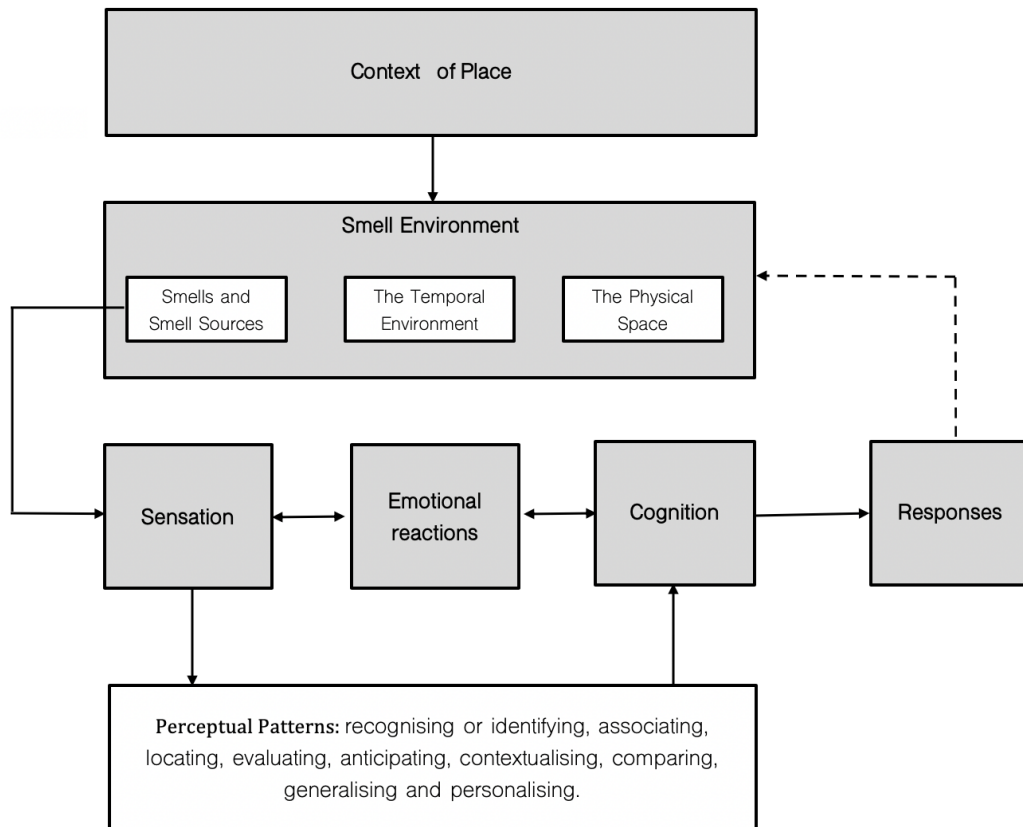 Context of Place
Smell Environment
Smells and
Smell Sources
The Temporal
Environment
The Physical
Space
Sensation
Emotional
reactions
Cognition
Responses
Perceptual Patterns: recognising or identifying, associating,
locating, evaluating, anticipating, contextualising, comparing,
generalising and personalising.